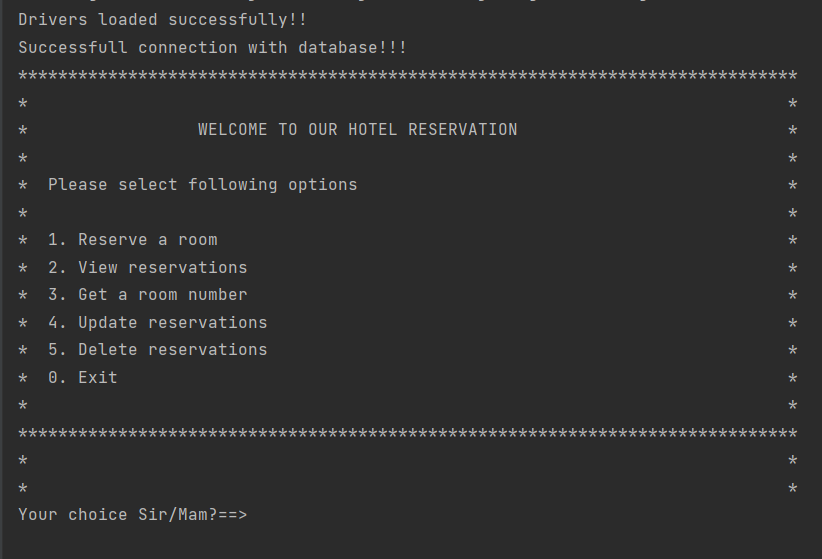 Drivers loaded successfully!!
Successfull connection with database!!!
******************************************************************************
*                                                                            *
*                 WELCOME TO OUR HOTEL RESERVATION                           *
*                                                                            *
*  Please select following options                                           *
*                                                                            *
*  1. Reserve a room                                                         *
*  2. View reservations                                                      *
*  3. Get a room number                                                      *
*  4. Update reservations                                                    *
*  5. Delete reservations                                                    *
*  0. Exit                                                                   *
*                                                                            *
******************************************************************************
*                                                                            *
*                                                                            *
Your choice Sir/Mam?==>